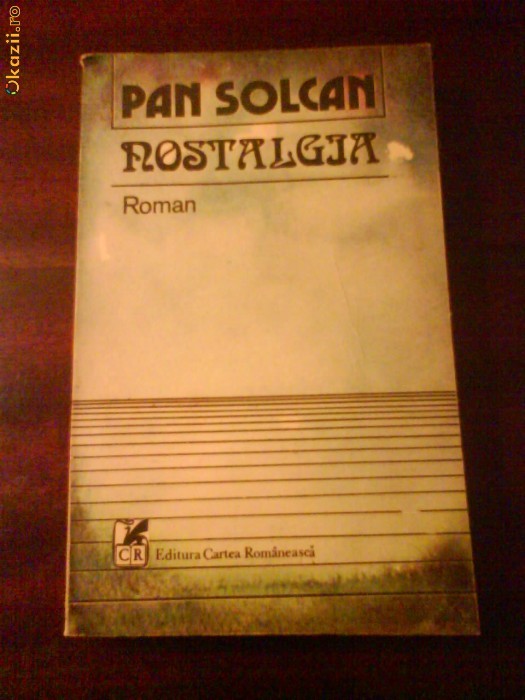 Okazii.ro
PAN SOLCAN
NOSTALGIA
Roman
CR
Editura Cartea Românească